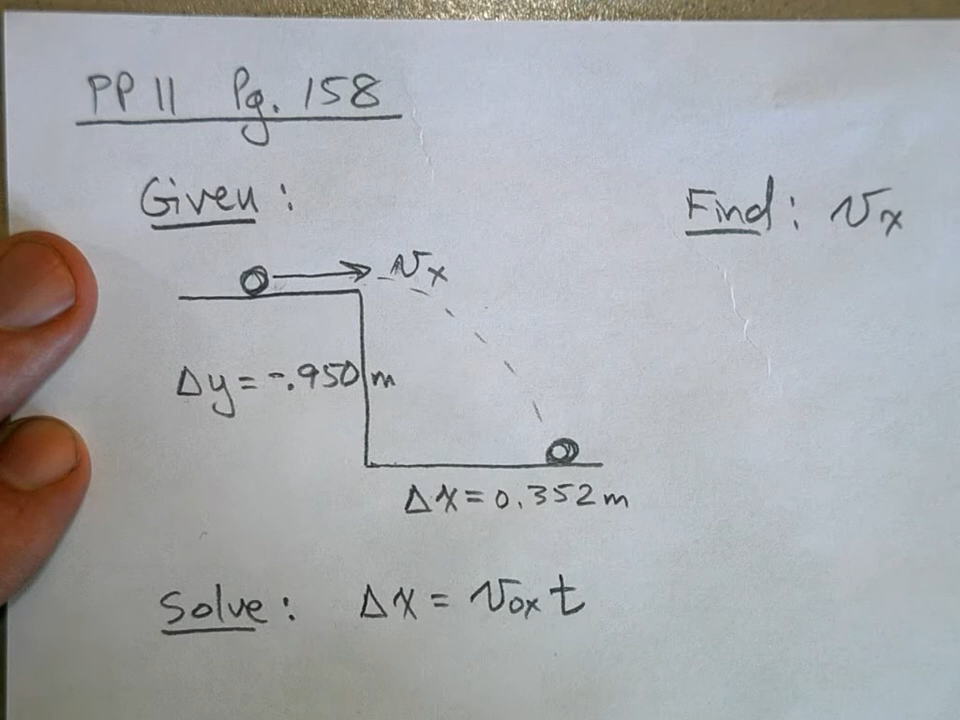 PP 11 Pg. 158
Given:
Find: vₓ
vₓ
Δy = -.950 m
Δx = 0.352 m
Solve: Δx = v₀ₓ t